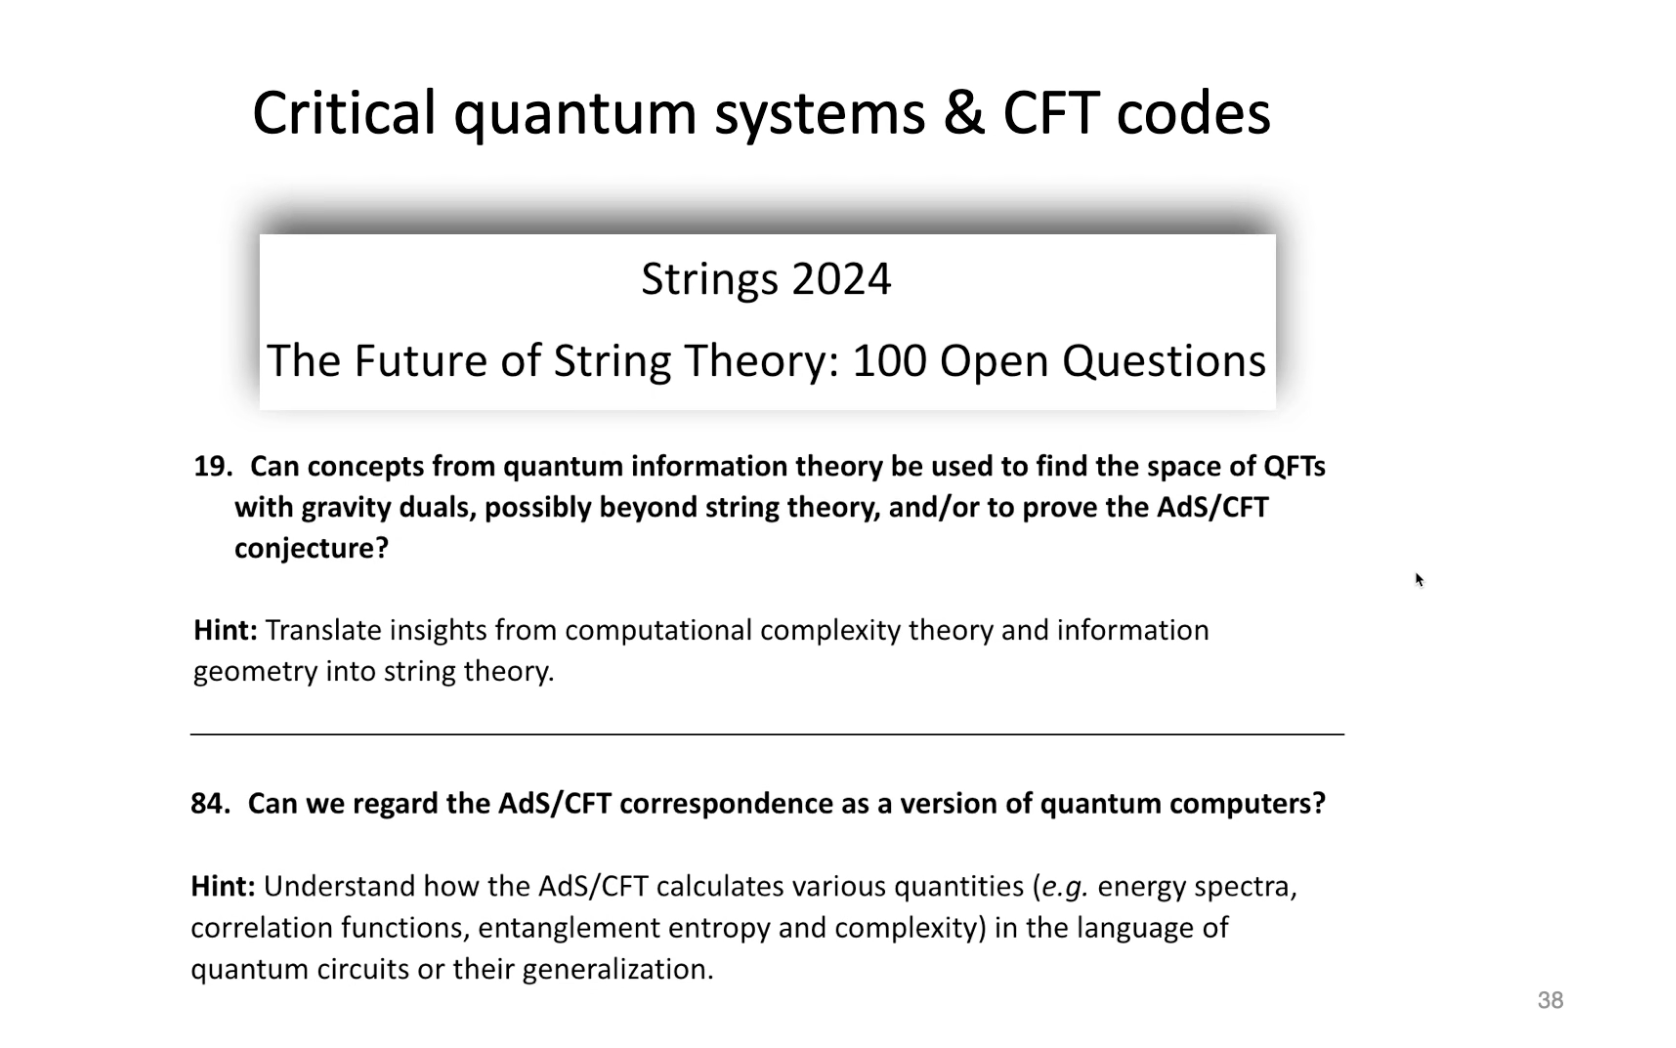 Critical quantum systems & CFT codes
Strings 2024
The Future of String Theory: 100 Open Questions
19. Can concepts from quantum information theory be used to find the space of QFTs
with gravity duals, possibly beyond string theory, and/or to prove the AdS/CFT
conjecture?
Hint: Translate insights from computational complexity theory and information
geometry into string theory.
84. Can we regard the AdS/CFT correspondence as a version of quantum computers?
Hint: Understand how the AdS/CFT calculates various quantities (e.g. energy spectra,
correlation functions, entanglement entropy and complexity) in the language of
quantum circuits or their generalization.
38